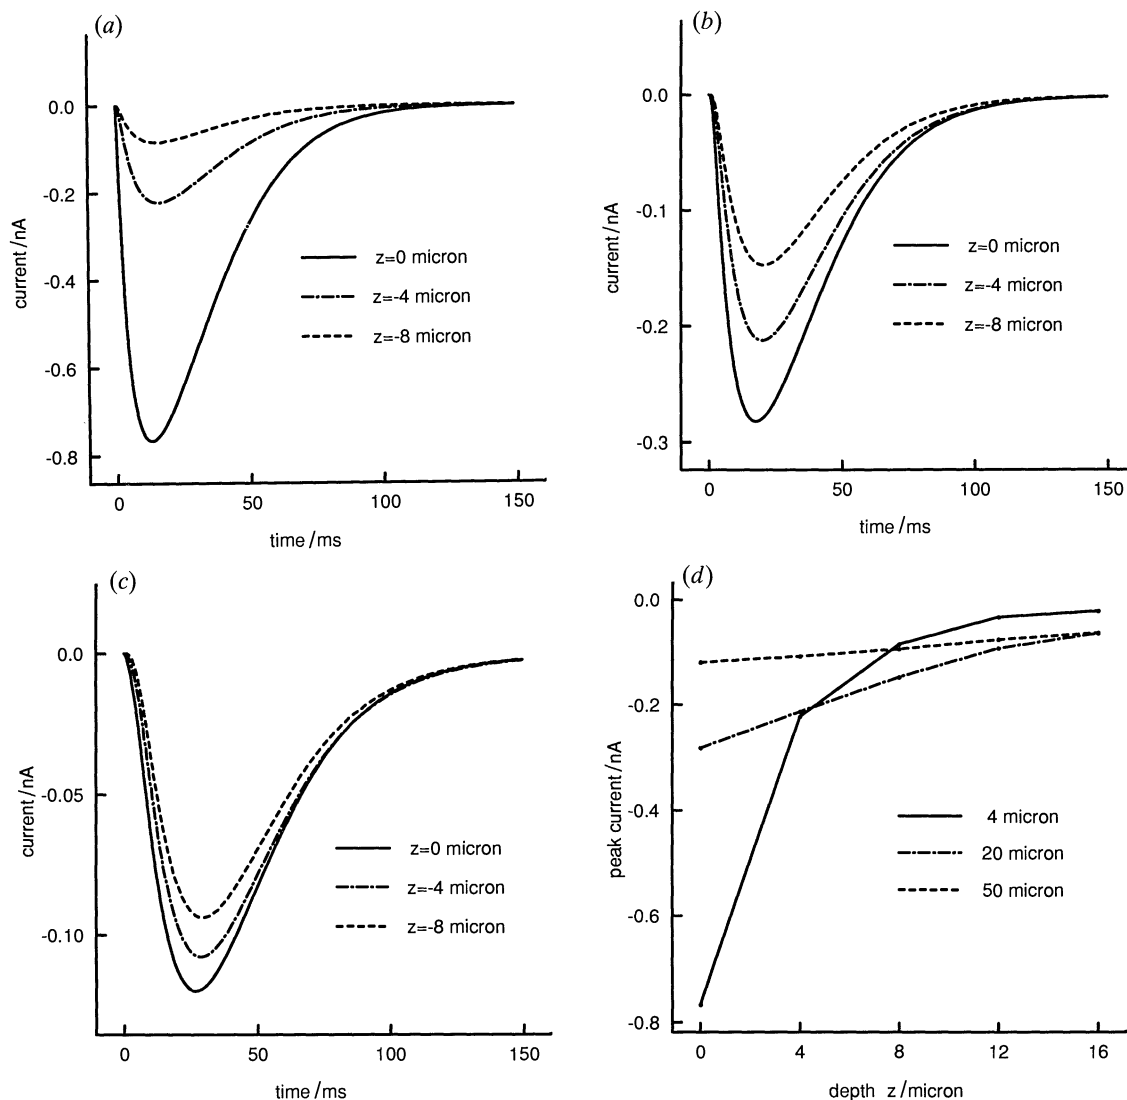 (a)
0.0
-0.2
-0.4
-0.6
-0.8
current /nA
z=0 micron
z=-4 micron
z=-8 micron
0 50 100 150
time /ms
(b)
0.0
-0.1
-0.2
-0.3
current /nA
z=0 micron
z=-4 micron
z=-8 micron
0 50 100 150
time /ms
(c)
0.0
-0.05
-0.10
current /nA
z=0 micron
z=-4 micron
z=-8 micron
0 50 100 150
time /ms
(d)
0.0
-0.2
-0.4
-0.6
-0.8
peak current /nA
4 micron
20 micron
50 micron
0 4 8 12 16
depth z /micron